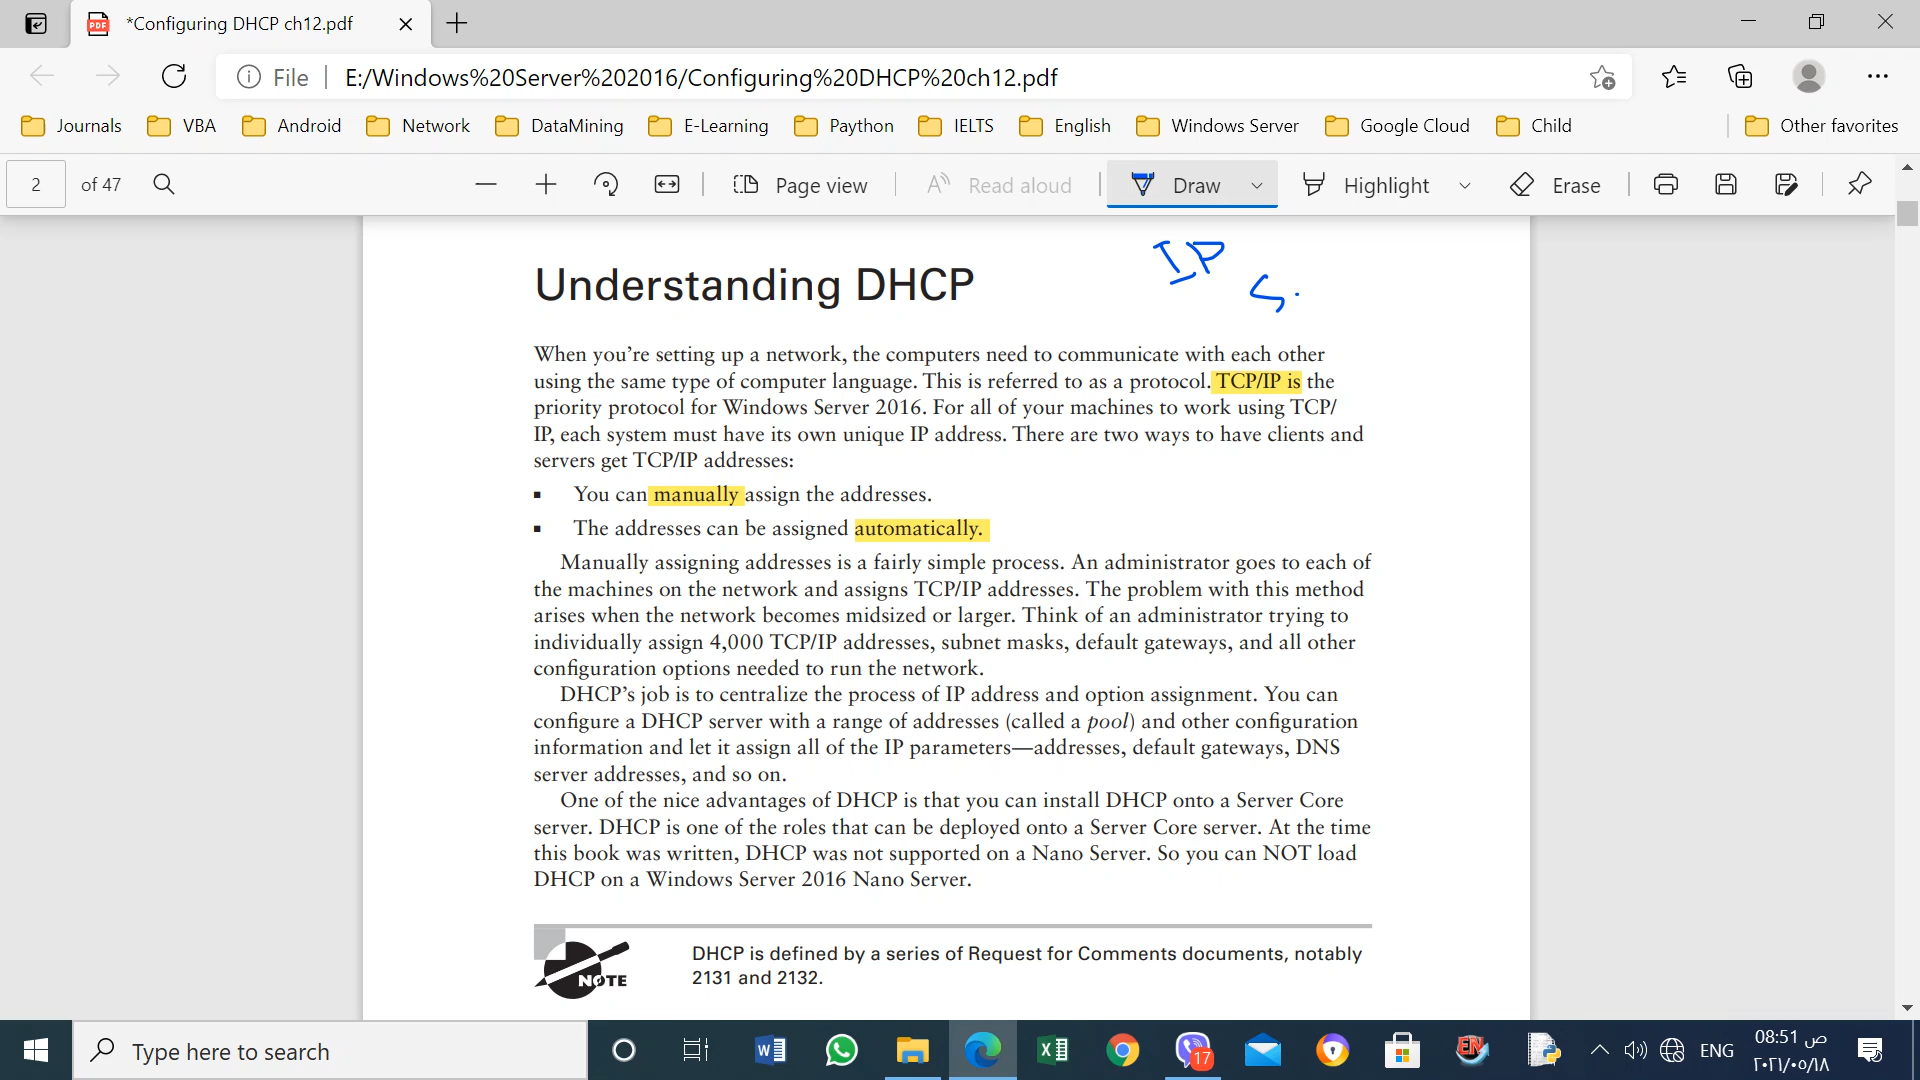 *Configuring DHCP ch12.pdf
File
E:/Windows%20Server%202016/Configuring%20DHCP%20ch12.pdf
Journals VBA Android Network DataMining E-Learning Paython IELTS English Windows Server Google Cloud Child Other favorites
2 of 47 Page view Read aloud Draw Highlight Erase
IP
S.
Understanding DHCP
When you’re setting up a network, the computers need to communicate with each other
using the same type of computer language. This is referred to as a protocol. TCP/IP is the
priority protocol for Windows Server 2016. For all of your machines to work using TCP/
IP, each system must have its own unique IP address. There are two ways to have clients and
servers get TCP/IP addresses:
▪ You can manually assign the addresses.
▪ The addresses can be assigned automatically.
Manually assigning addresses is a fairly simple process. An administrator goes to each of
the machines on the network and assigns TCP/IP addresses. The problem with this method
arises when the network becomes midsized or larger. Think of an administrator trying to
individually assign 4,000 TCP/IP addresses, subnet masks, default gateways, and all other
configuration options needed to run the network.
DHCP’s job is to centralize the process of IP address and option assignment. You can
configure a DHCP server with a range of addresses (called a pool) and other configuration
information and let it assign all of the IP parameters—addresses, default gateways, DNS
server addresses, and so on.
One of the nice advantages of DHCP is that you can install DHCP onto a Server Core
server. DHCP is one of the roles that can be deployed onto a Server Core server. At the time
this book was written, DHCP was not supported on a Nano Server. So you can NOT load
DHCP on a Windows Server 2016 Nano Server.
NOTE
DHCP is defined by a series of Request for Comments documents, notably
2131 and 2132.
Type here to search
17
EN
ENG
08:51 ص
٢٠٢١/٠٥/١٨